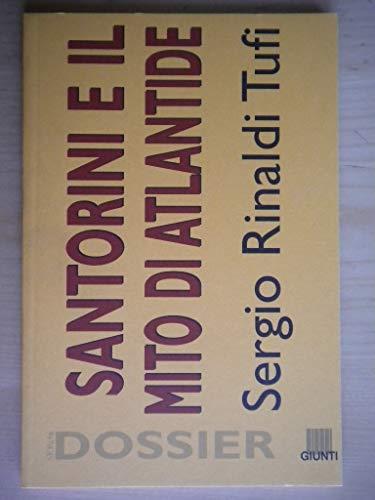 SANTORINI E IL
MITO DI ATLANTIDE
Sergio Rinaldi Tufi
DOSSIER
GIUNTI